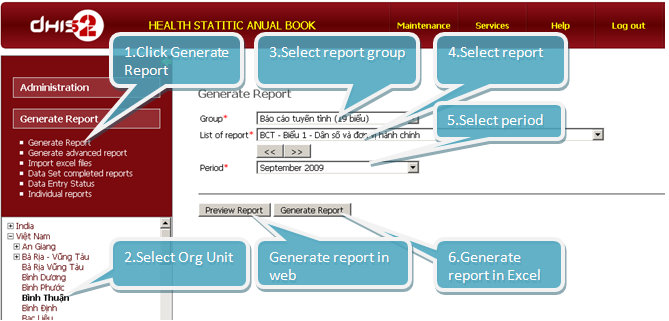 dhis2
HEALTH STATITIC ANUAL BOOK
Maintenance
Services
Help
Log out
1.Click Generate
Report
3.Select report group
4.Select report
5.Select period
Administration
Generate Report
Generate Report
Generate advanced report
Import excel files
Data Set completed reports
Data Entry Status
Individual reports
Generate Report
Group*
Báo cáo tuyến tỉnh (19 biểu)
List of report*
BCT - Biểu 1 - Dân số và đơn vị hành chính
<<
>>
Period*
September 2009
Preview Report
Generate Report
India
Việt Nam
An Giang
Bà Rịa - Vũng Tàu
Bà Rịa Vũng Tàu
Bình Dương
Bình Phước
Bình Thuận
Bình Định
Bạc Liêu
2.Select Org Unit
Generate report in
web
6.Generate
report in Excel